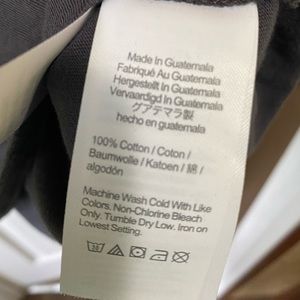 Made In Guatemala
Fabriqué Au Guatemala
Hergestellt In Guatemala
Vervaardigd In Guatemala
グアテマラ製
hecho en guatemala
100% Cotton / Coton /
Baumwolle / Katoen / 綿 /
algodón
Machine Wash Cold With Like
Colors. Non-Chlorine Bleach
Only. Tumble Dry Low. Iron on
Lowest Setting.